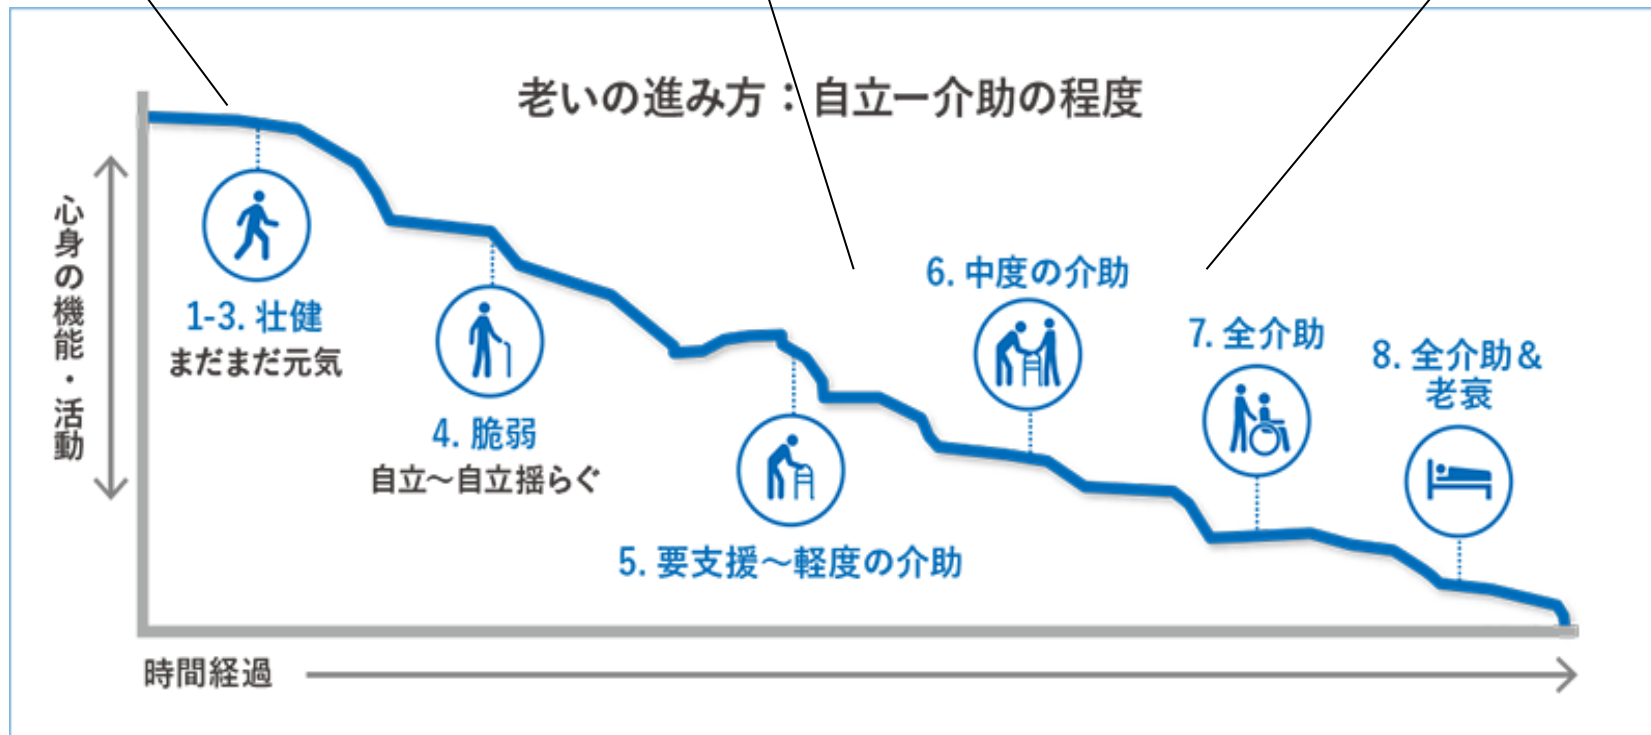 老いの進み方：自立ー介助の程度
心身の機能・活動
1-3. 壮健
まだまだ元気
4. 脆弱
自立～自立揺らぐ
5. 要支援～軽度の介助
6. 中度の介助
7. 全介助
8. 全介助＆
老衰
時間経過